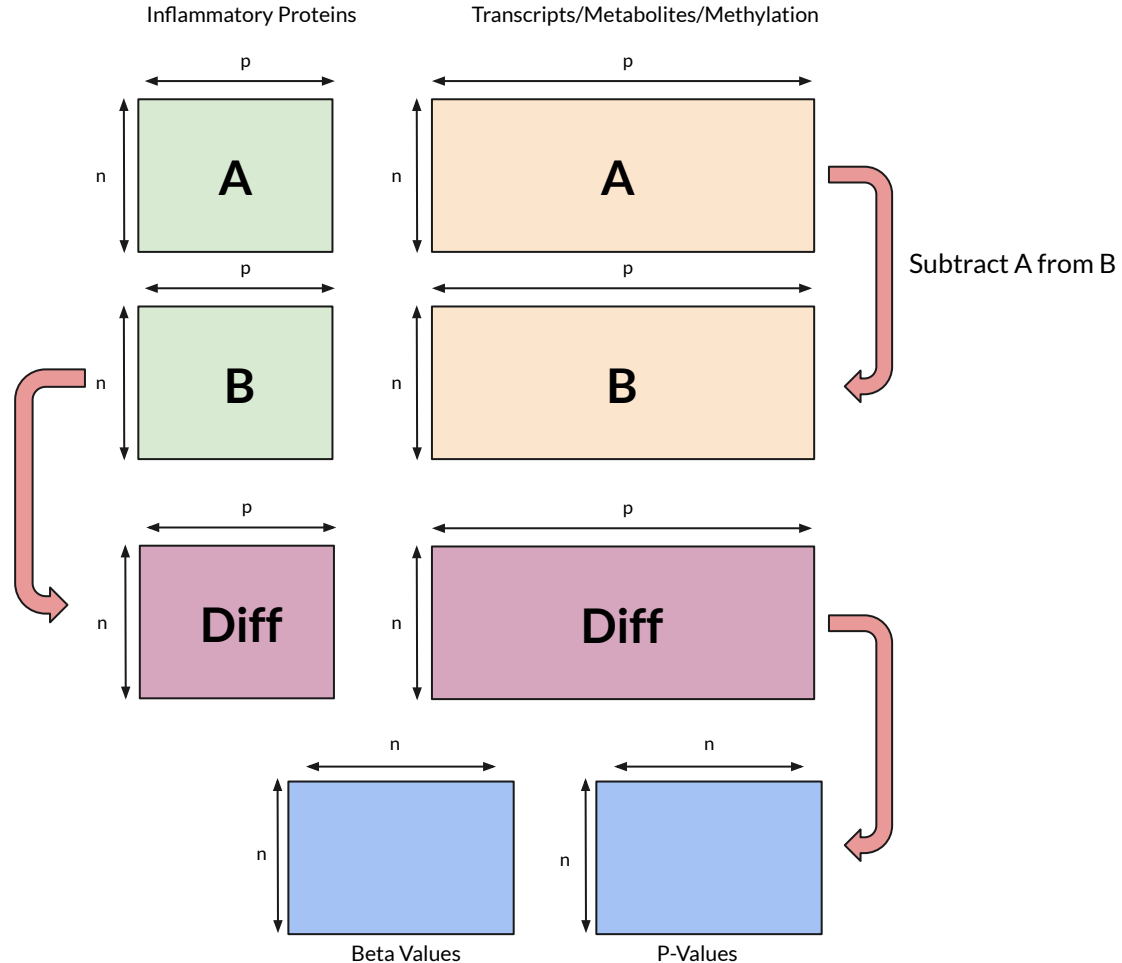 Inflammatory Proteins
Transcripts/Metabolites/Methylation
p
p
n
A
n
A
Subtract A from B
p
p
n
B
n
B
p
p
n
Diff
n
Diff
n
n
n
n
Beta Values
P-Values